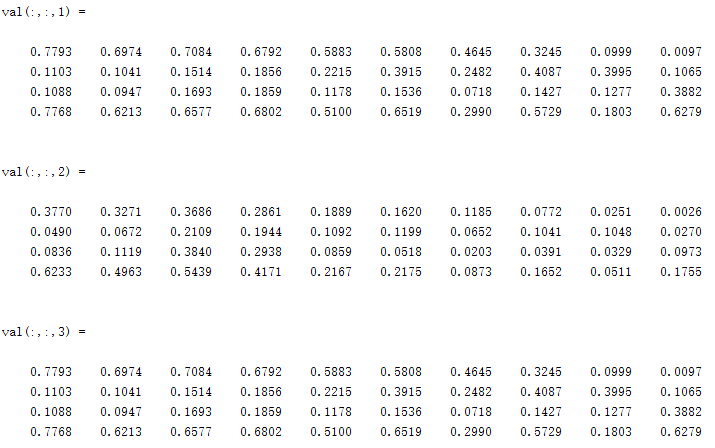 val(:,:,1) =
0.7793 0.6974 0.7084 0.6792 0.5883 0.5808 0.4645 0.3245 0.0999 0.0097
0.1103 0.1041 0.1514 0.1856 0.2215 0.3915 0.2482 0.4087 0.3995 0.1065
0.1088 0.0947 0.1693 0.1859 0.1178 0.1536 0.0718 0.1427 0.1277 0.3882
0.7768 0.6213 0.6577 0.6802 0.5100 0.6519 0.2990 0.5729 0.1803 0.6279
val(:,:,2) =
0.3770 0.3271 0.3686 0.2861 0.1889 0.1620 0.1185 0.0772 0.0251 0.0026
0.0490 0.0672 0.2109 0.1944 0.1092 0.1199 0.0652 0.1041 0.1048 0.0270
0.0836 0.1119 0.3840 0.2938 0.0859 0.0518 0.0203 0.0391 0.0329 0.0973
0.6233 0.4963 0.5439 0.4171 0.2167 0.2175 0.0873 0.1652 0.0511 0.1755
val(:,:,3) =
0.7793 0.6974 0.7084 0.6792 0.5883 0.5808 0.4645 0.3245 0.0999 0.0097
0.1103 0.1041 0.1514 0.1856 0.2215 0.3915 0.2482 0.4087 0.3995 0.1065
0.1088 0.0947 0.1693 0.1859 0.1178 0.1536 0.0718 0.1427 0.1277 0.3882
0.7768 0.6213 0.6577 0.6802 0.5100 0.6519 0.2990 0.5729 0.1803 0.6279